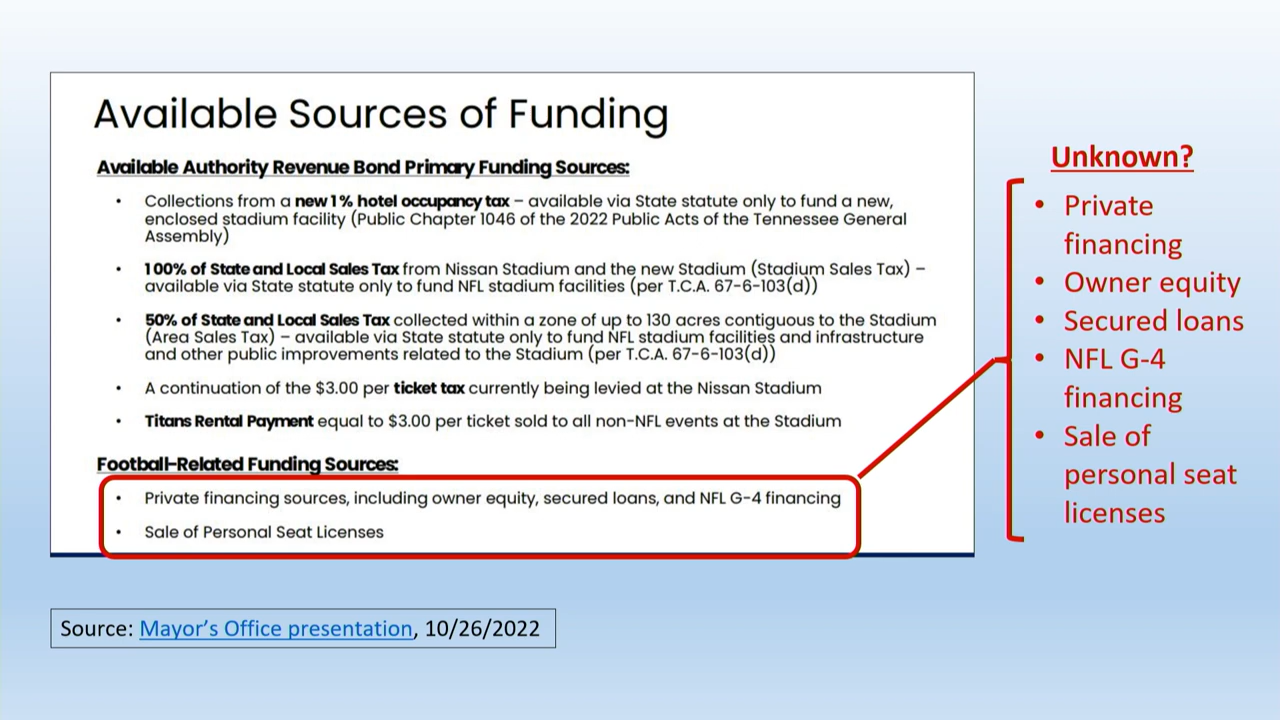 Available Sources of Funding
Available Authority Revenue Bond Primary Funding Sources:
• Collections from a new 1% hotel occupancy tax – available via State statute only to fund a new,
enclosed stadium facility (Public Chapter 1046 of the 2022 Public Acts of the Tennessee General
Assembly)
• 100% of State and Local Sales Tax from Nissan Stadium and the new Stadium (Stadium Sales Tax) –
available via State statute only to fund NFL stadium facilities (per T.C.A. 67-6-103(d))
• 50% of State and Local Sales Tax collected within a zone of up to 130 acres contiguous to the Stadium
(Area Sales Tax) – available via State statute only to fund NFL stadium facilities and infrastructure
and other public improvements related to the Stadium (per T.C.A. 67-6-103(d))
• A continuation of the $3.00 per ticket tax currently being levied at the Nissan Stadium
• Titans Rental Payment equal to $3.00 per ticket sold to all non-NFL events at the Stadium
Football-Related Funding Sources:
• Private financing sources, including owner equity, secured loans, and NFL G-4 financing
• Sale of Personal Seat Licenses
Unknown?
• Private
financing
• Owner equity
• Secured loans
• NFL G-4
financing
• Sale of
personal seat
licenses
Source: Mayor's Office presentation, 10/26/2022